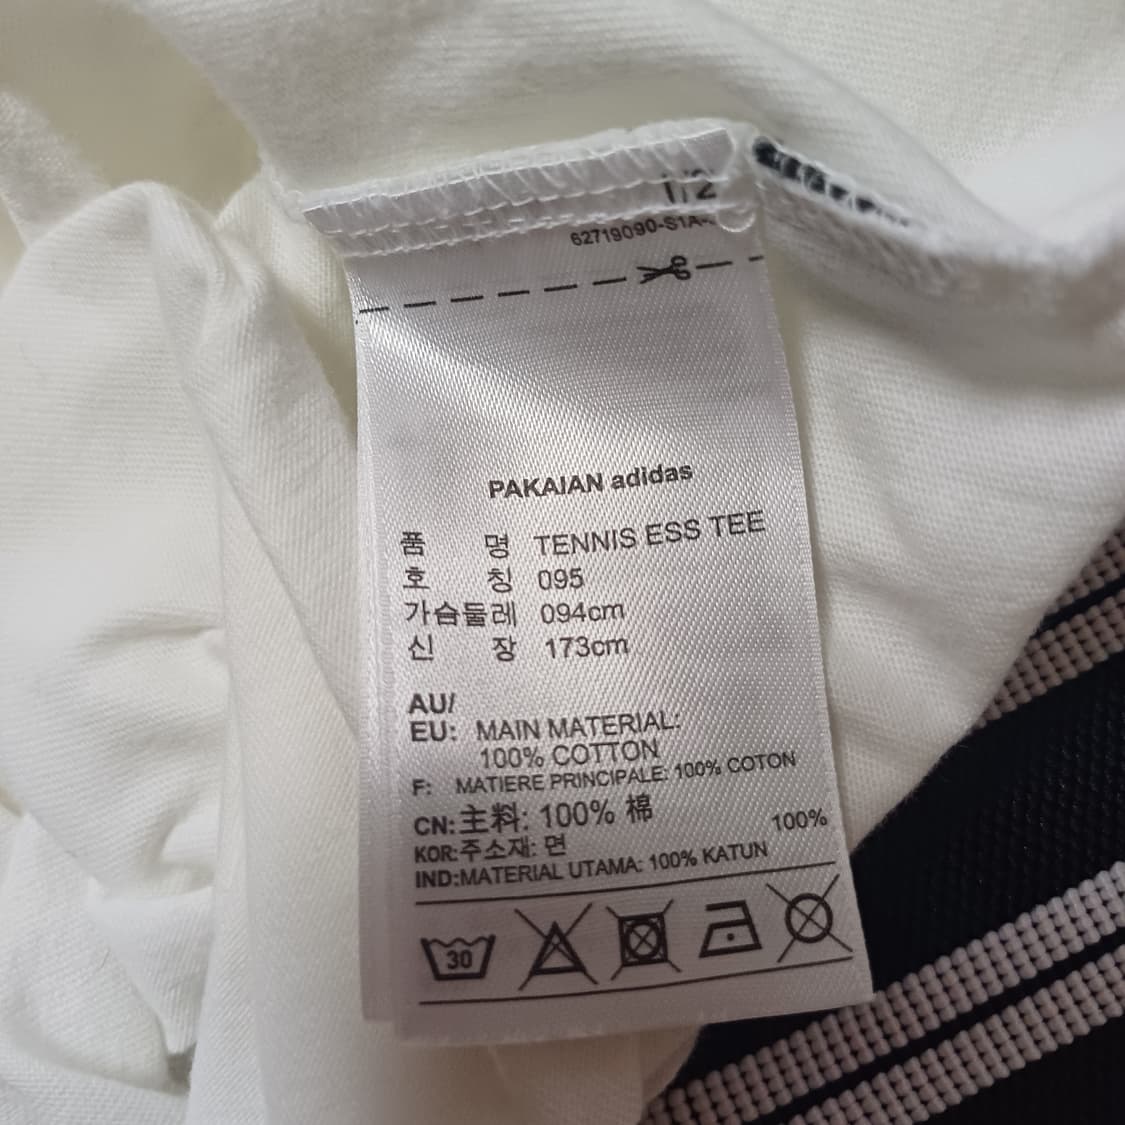 1/2
62719090-S1A-
PAKAIAN adidas
품 명 TENNIS ESS TEE
호 칭 095
가슴둘레 094cm
신 장 173cm
AU/
EU: MAIN MATERIAL:
100% COTTON
F: MATIERE PRINCIPALE: 100% COTON
CN:主料: 100% 棉
KOR:주소재: 면 100%
IND:MATERIAL UTAMA: 100% KATUN
30